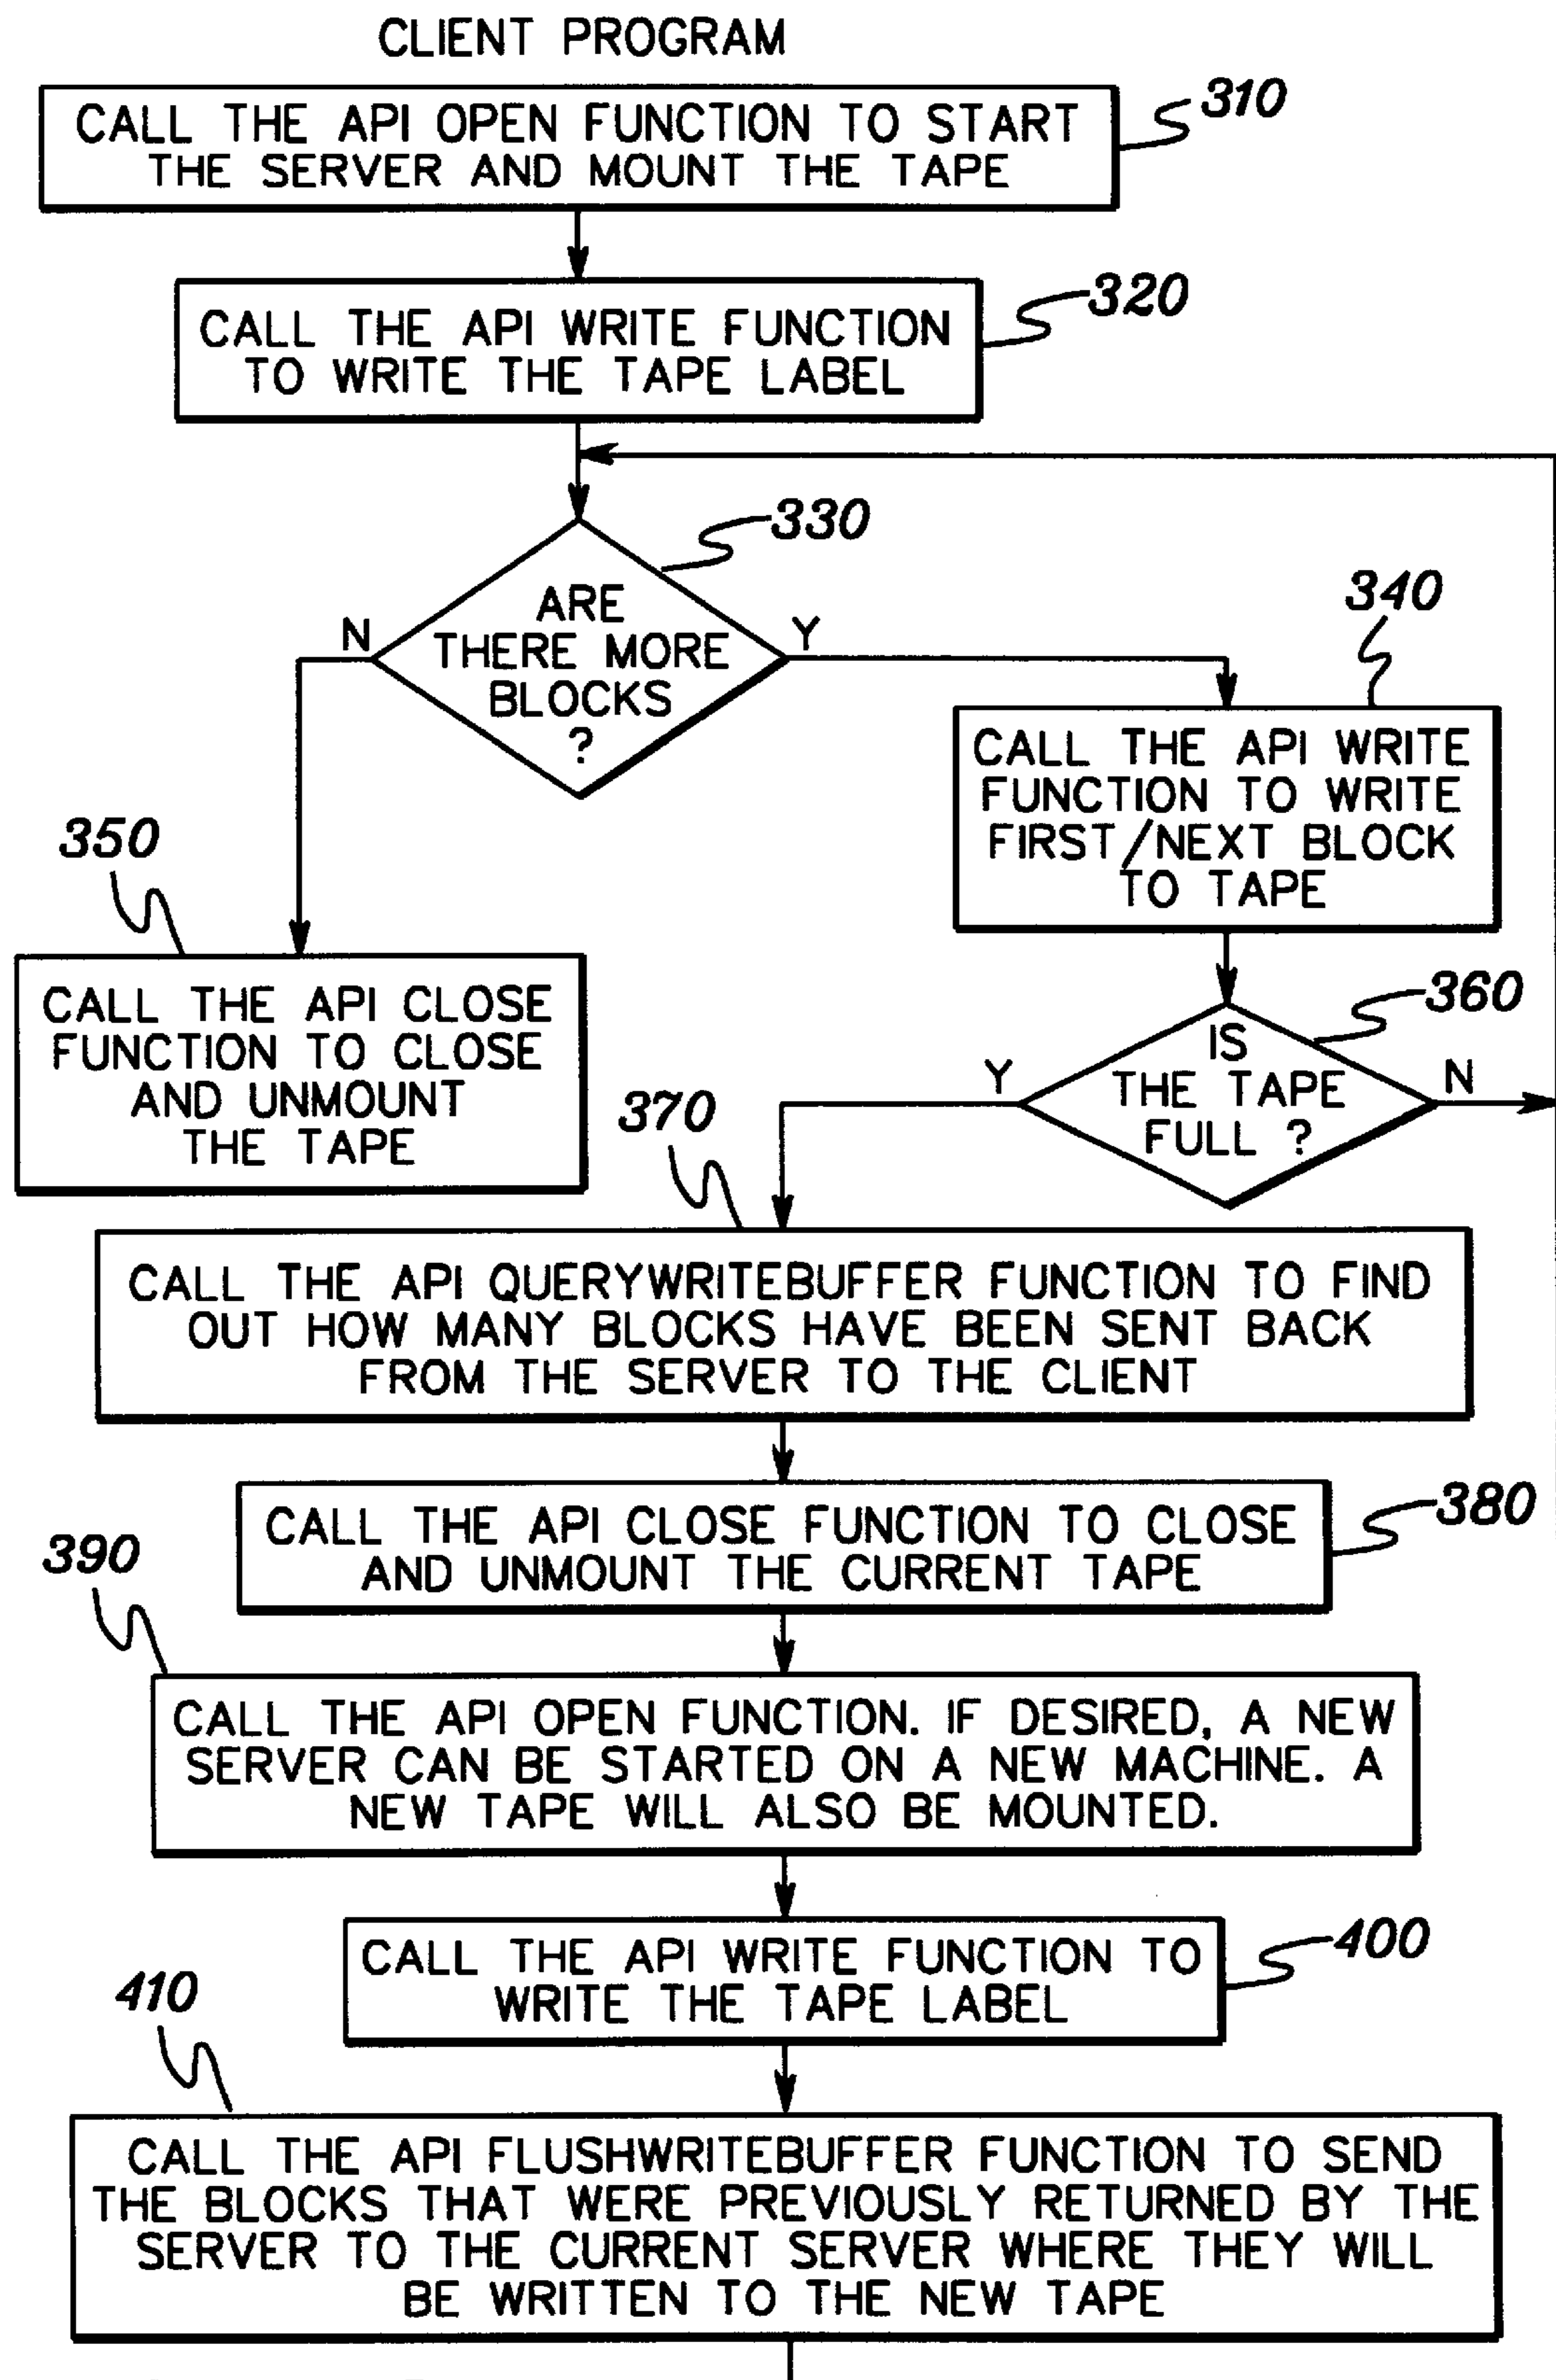 CLIENT PROGRAM
310
CALL THE API OPEN FUNCTION TO START
THE SERVER AND MOUNT THE TAPE
320
CALL THE API WRITE FUNCTION
TO WRITE THE TAPE LABEL
330
ARE
THERE MORE
BLOCKS
?
N
Y
340
CALL THE API WRITE
FUNCTION TO WRITE
FIRST/NEXT BLOCK
TO TAPE
350
CALL THE API CLOSE
FUNCTION TO CLOSE
AND UNMOUNT
THE TAPE
360
IS
THE TAPE
FULL ?
Y
N
370
CALL THE API QUERYWRITEBUFFER FUNCTION TO FIND
OUT HOW MANY BLOCKS HAVE BEEN SENT BACK
FROM THE SERVER TO THE CLIENT
380
CALL THE API CLOSE FUNCTION TO CLOSE
AND UNMOUNT THE CURRENT TAPE
390
CALL THE API OPEN FUNCTION. IF DESIRED, A NEW
SERVER CAN BE STARTED ON A NEW MACHINE. A
NEW TAPE WILL ALSO BE MOUNTED.
400
CALL THE API WRITE FUNCTION TO
WRITE THE TAPE LABEL
410
CALL THE API FLUSHWRITEBUFFER FUNCTION TO SEND
THE BLOCKS THAT WERE PREVIOUSLY RETURNED BY THE
SERVER TO THE CURRENT SERVER WHERE THEY WILL
BE WRITTEN TO THE NEW TAPE